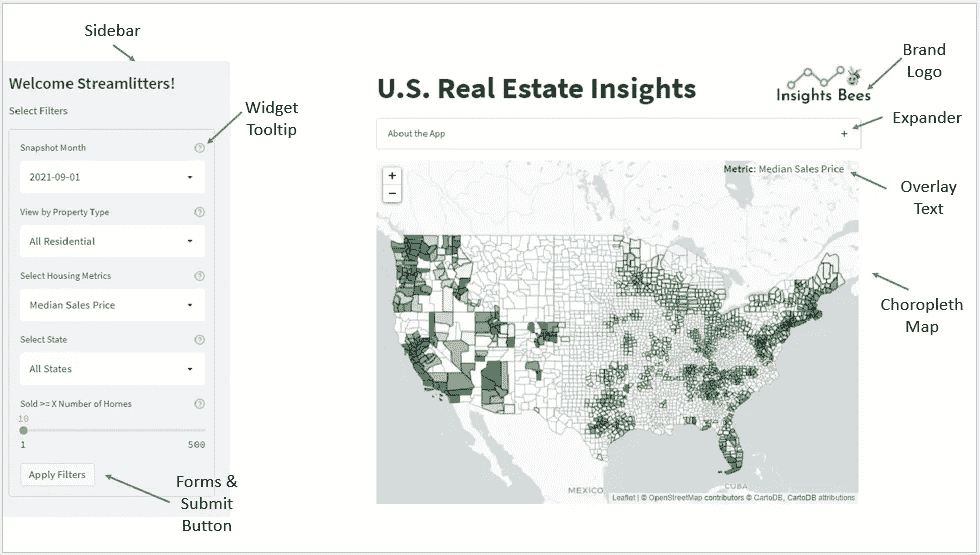 Sidebar
Welcome Streamlitters!
Select Filters
Widget
Tooltip
Snapshot Month
2021-09-01
View by Property Type
All Residential
Select Housing Metrics
Median Sales Price
Select State
All States
Sold >= X Number of Homes
10
1 500
Apply Filters
Forms &
Submit
Button
U.S. Real Estate Insights
Insights Bees
Brand
Logo
About the App +
Expander
+
−
Metric: Median Sales Price
Overlay
Text
Choropleth
Map
MEXICO
CUBA
Leaflet | © OpenStreetMap contributors © CartoDB, CartoDB attributions